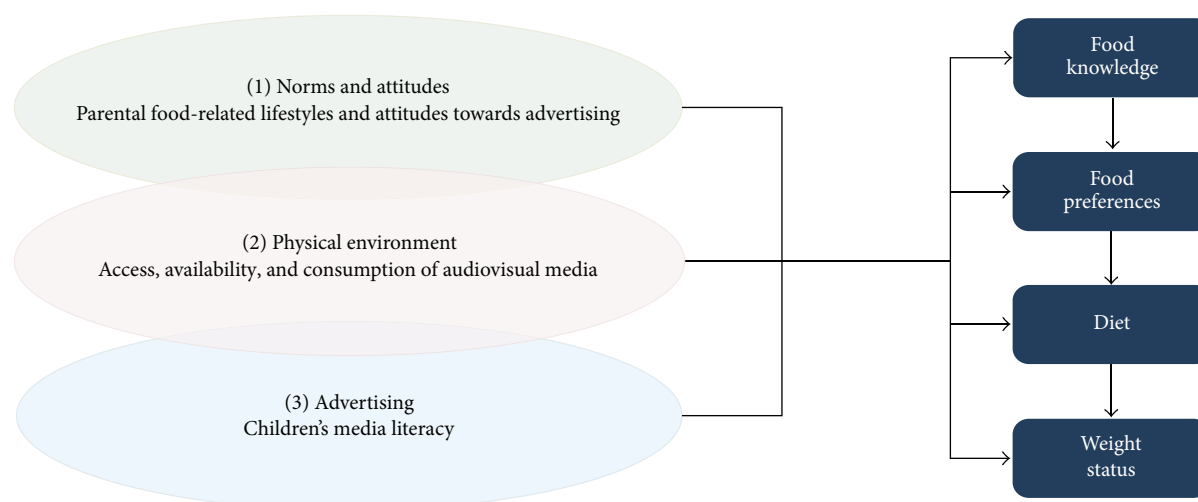 (1) Norms and attitudes
Parental food-related lifestyles and attitudes towards advertising
(2) Physical environment
Access, availability, and consumption of audiovisual media
(3) Advertising
Children’s media literacy
Food
knowledge
Food
preferences
Diet
Weight
status